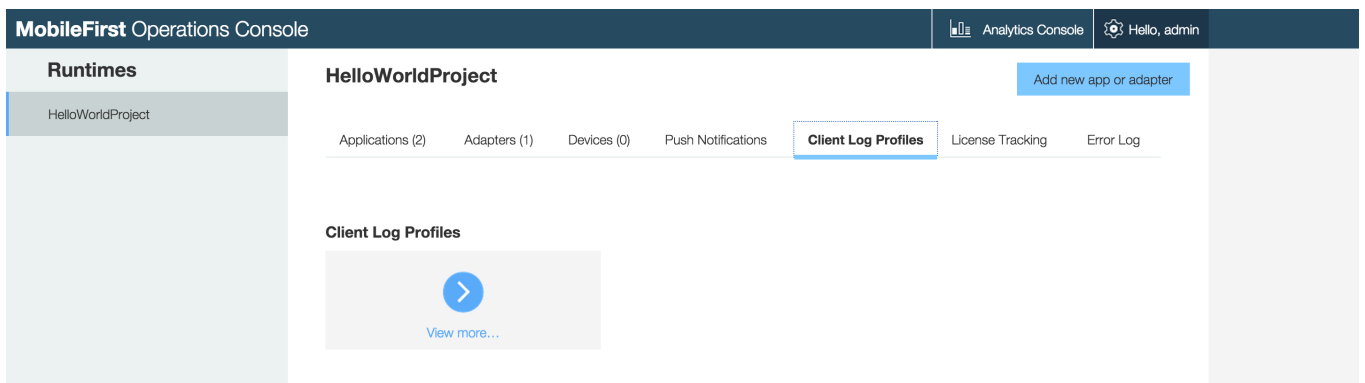 MobileFirst Operations Console
Analytics Console
Hello, admin
Runtimes
HelloWorldProject
HelloWorldProject
Add new app or adapter
Applications (2) Adapters (1) Devices (0) Push Notifications Client Log Profiles License Tracking Error Log
Client Log Profiles
View more...